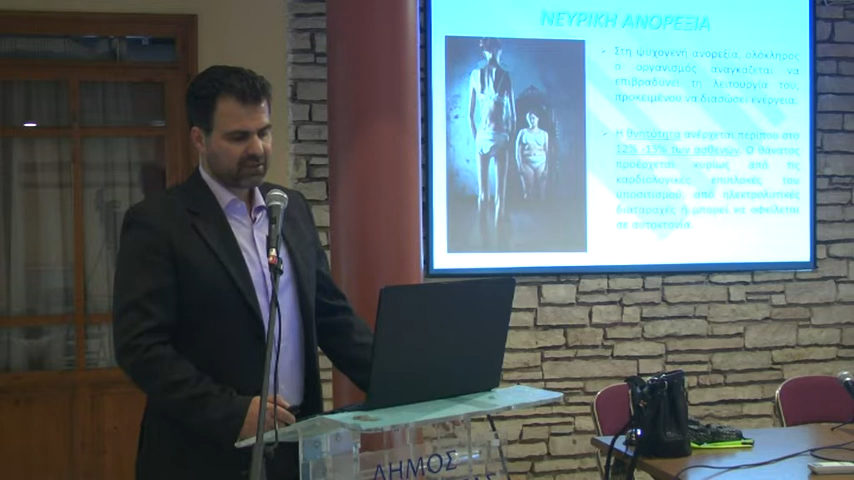 ΝΕΥΡΙΚΗ ΑΝΟΡΕΞΙΑ
Στη ψυχογενή ανορεξία, ολόκληρος
ο οργανισμός αναγκάζεται να
επιβραδύνει τη λειτουργία του,
προκειμένου να διασώσει ενέργεια.
Η θνητότητα ανέρχεται περίπου στο
12% -15% των ασθενών. Ο θάνατος
προέρχεται κυρίως από τις
καρδιολογικές επιπλοκές του
υποσιτισμού, από ηλεκτρολυτικές
διαταραχές ή μπορεί να οφείλεται
σε αυτοκτονία.
ΔΗΜΟΣ